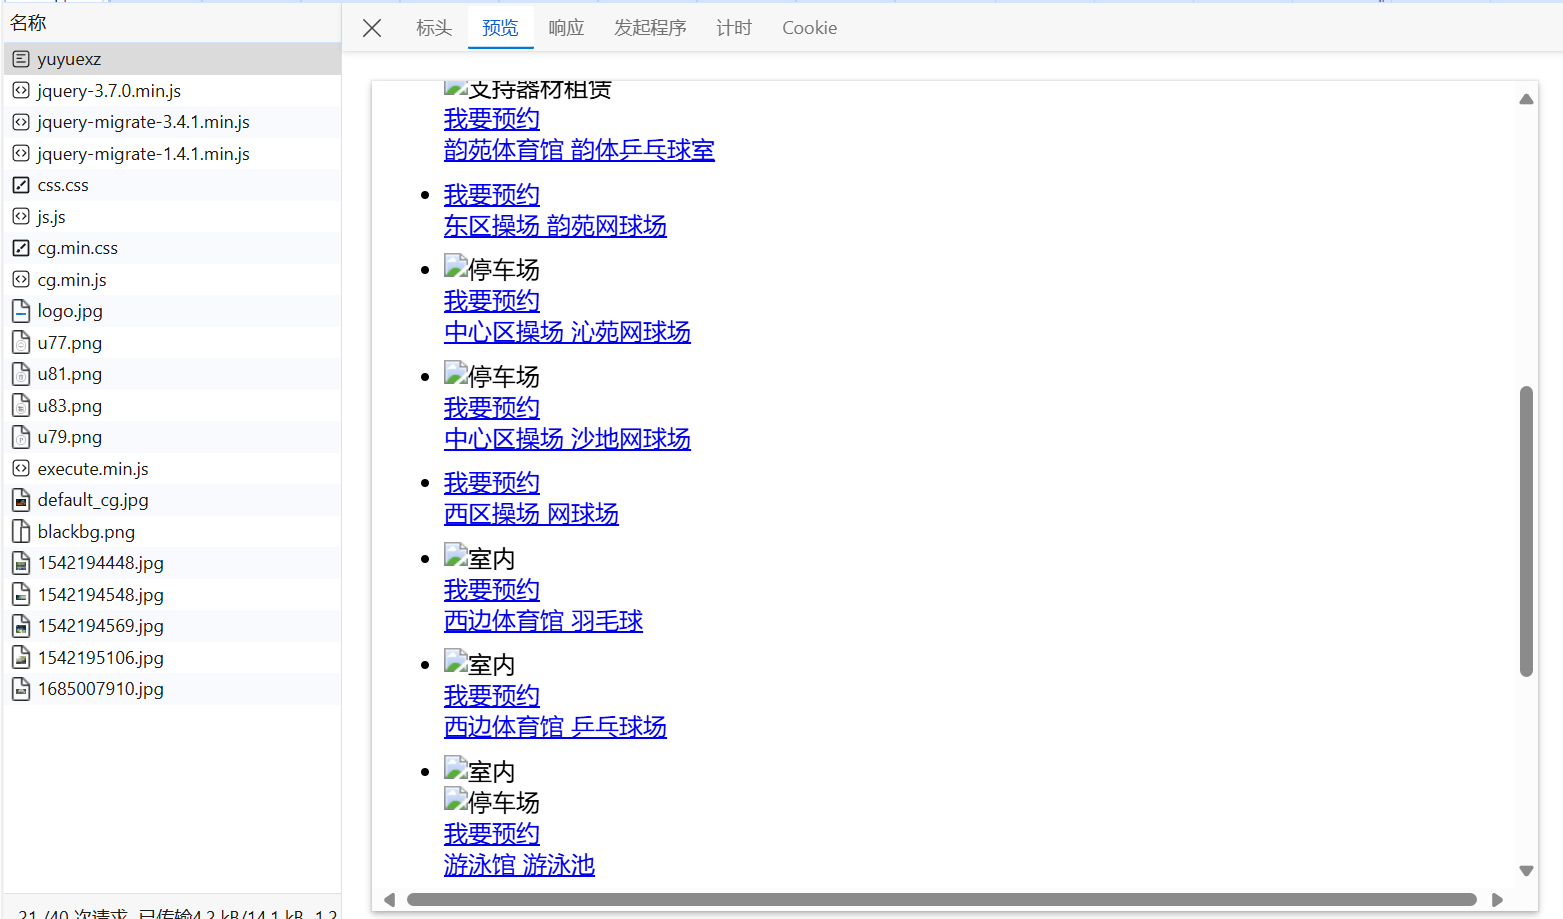 名称
标头 预览 响应 发起程序 计时 Cookie
yuyuexz
jquery-3.7.0.min.js
jquery-migrate-3.4.1.min.js
jquery-migrate-1.4.1.min.js
css.css
js.js
cg.min.css
cg.min.js
logo.jpg
u77.png
u81.png
u83.png
u79.png
execute.min.js
default_cg.jpg
blackbg.png
1542194448.jpg
1542194548.jpg
1542194569.jpg
1542195106.jpg
1685007910.jpg
21 /40 次请求 已传输4.2 kB/14.1 kB 1.2
支持器材租赁
我要预约
韵苑体育馆 韵体乒乓球室
我要预约
东区操场 韵苑网球场
停车场
我要预约
中心区操场 沁苑网球场
停车场
我要预约
中心区操场 沙地网球场
我要预约
西区操场 网球场
室内
我要预约
西边体育馆 羽毛球
室内
我要预约
西边体育馆 乒乓球场
室内
停车场
我要预约
游泳馆 游泳池